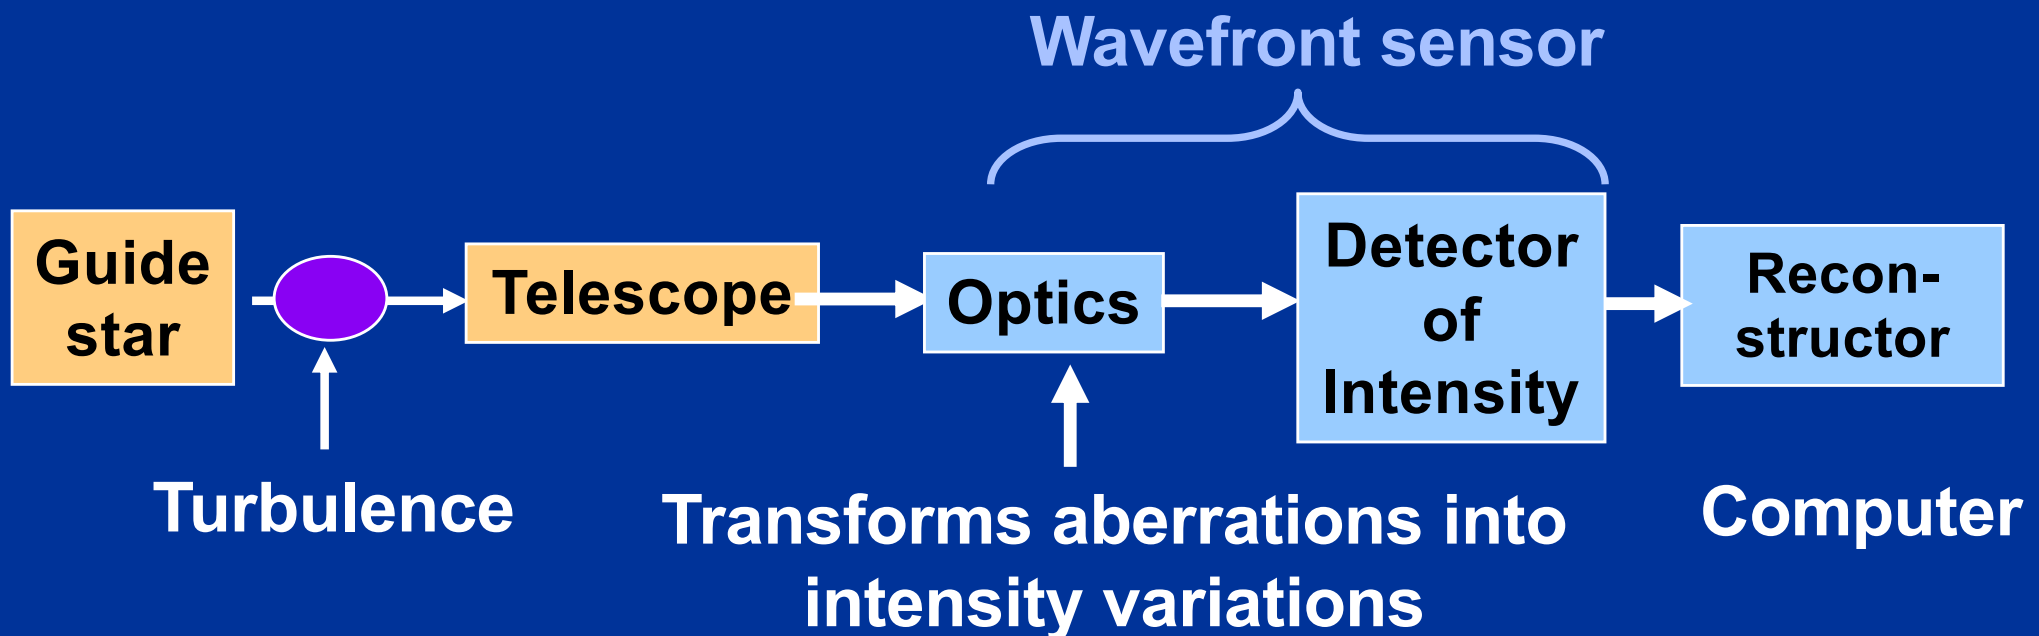 Wavefront sensor
Guide
star
Telescope
Optics
Detector
of
Intensity
Recon-
structor
Turbulence
Transforms aberrations into
intensity variations
Computer